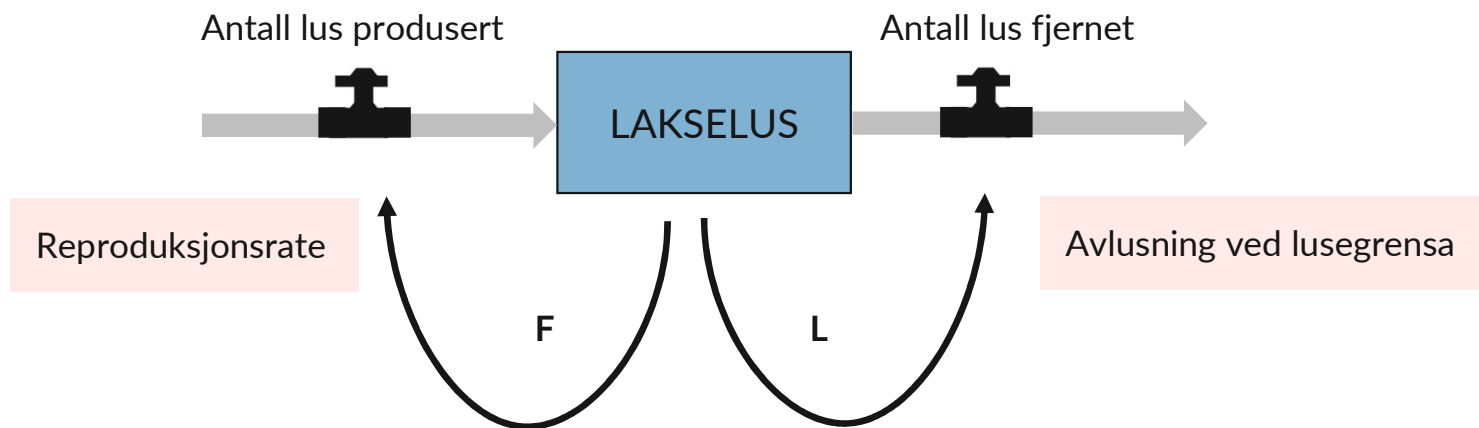 Antall lus produsert
Antall lus fjernet
LAKSELUS
Reproduksjonsrate
Avlusning ved lusegrensa
F
L